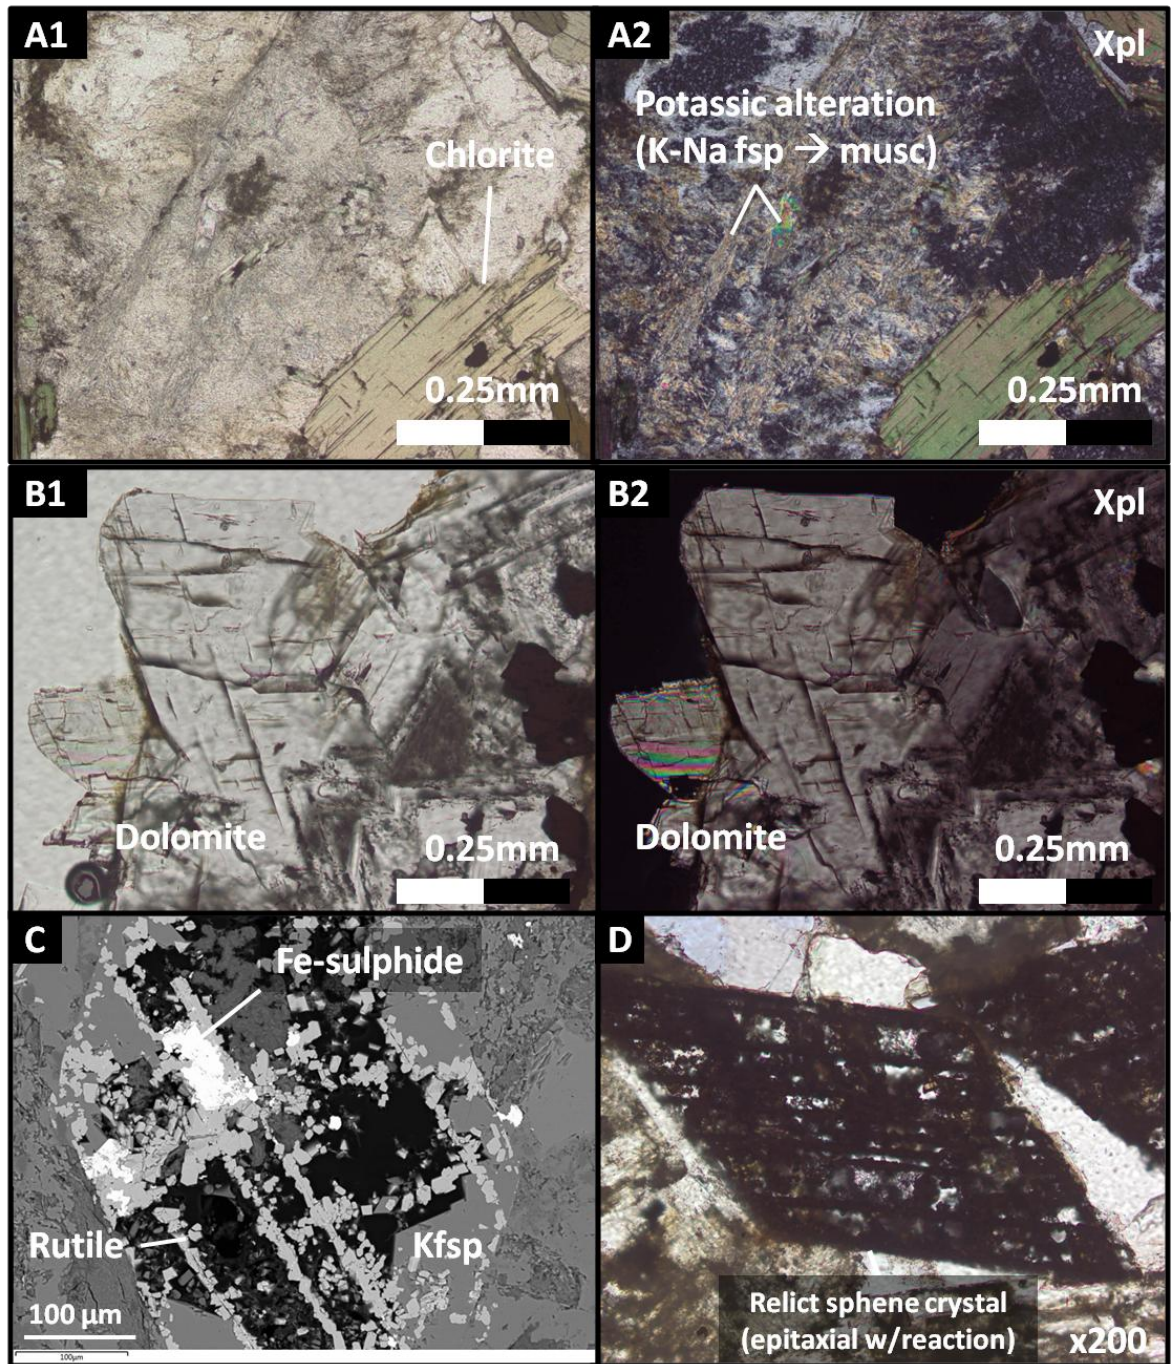 A1
A2
Xpl
Potassic alteration
(K-Na fsp → musc)
Chlorite
0.25mm
0.25mm
B1
B2
Xpl
Dolomite
0.25mm
Dolomite
0.25mm
C
Fe-sulphide
Rutile
Kfsp
100 µm
100µm
D
Relict sphene crystal
(epitaxial w/reaction)
x200